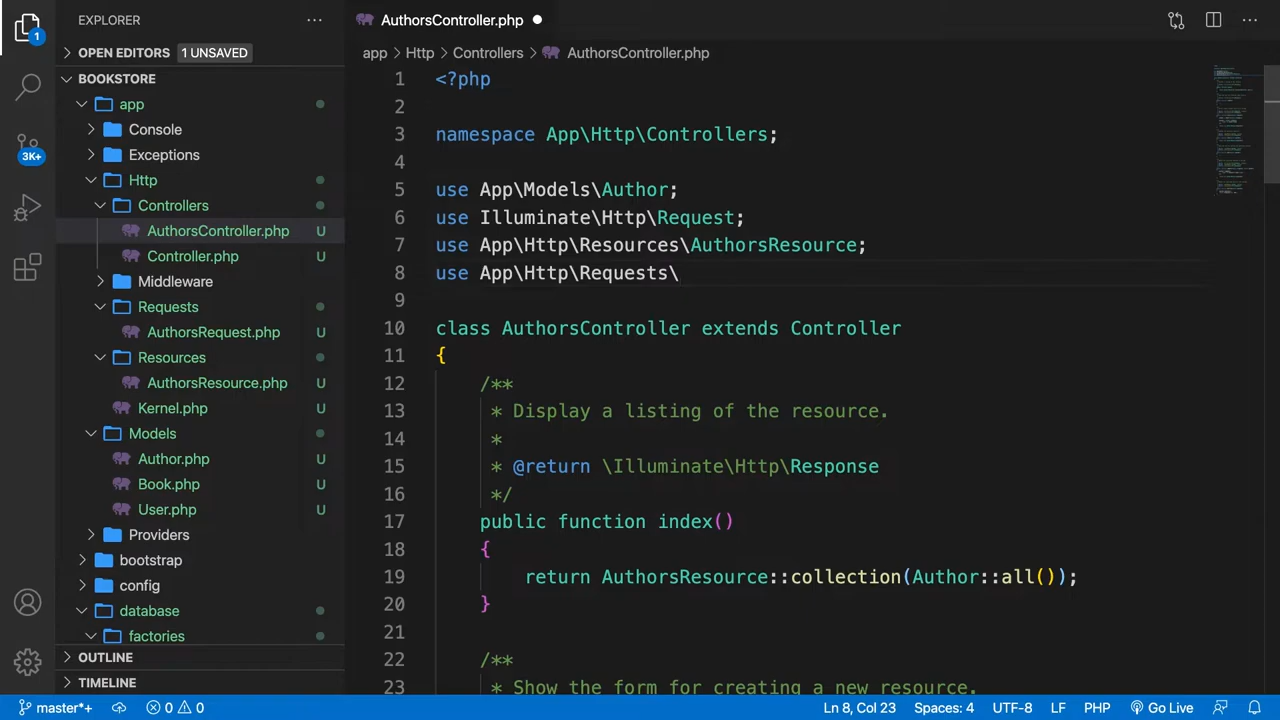 EXPLORER
OPEN EDITORS 1 UNSAVED
BOOKSTORE
app
Console
Exceptions
Http
Controllers
AuthorsController.php U
Controller.php U
Middleware
Requests
AuthorsRequest.php U
Resources
AuthorsResource.php U
Kernel.php U
Models
Author.php U
Book.php U
User.php U
Providers
bootstrap
config
database
factories
OUTLINE
TIMELINE
1
3K+
AuthorsController.php
app > Http > Controllers > AuthorsController.php
1 <?php
2
3 namespace App\Http\Controllers;
4
5 use App\Models\Author;
6 use Illuminate\Http\Request;
7 use App\Http\Resources\AuthorsResource;
8 use App\Http\Requests\
9
10 class AuthorsController extends Controller
11 {
12 /**
13 * Display a listing of the resource.
14 *
15 * @return \Illuminate\Http\Response
16 */
17 public function index()
18 {
19 return AuthorsResource::collection(Author::all());
20 }
21
22 /**
23 * Show the form for creating a new resource.
master*+ 0 0 Ln 8, Col 23 Spaces: 4 UTF-8 LF PHP Go Live